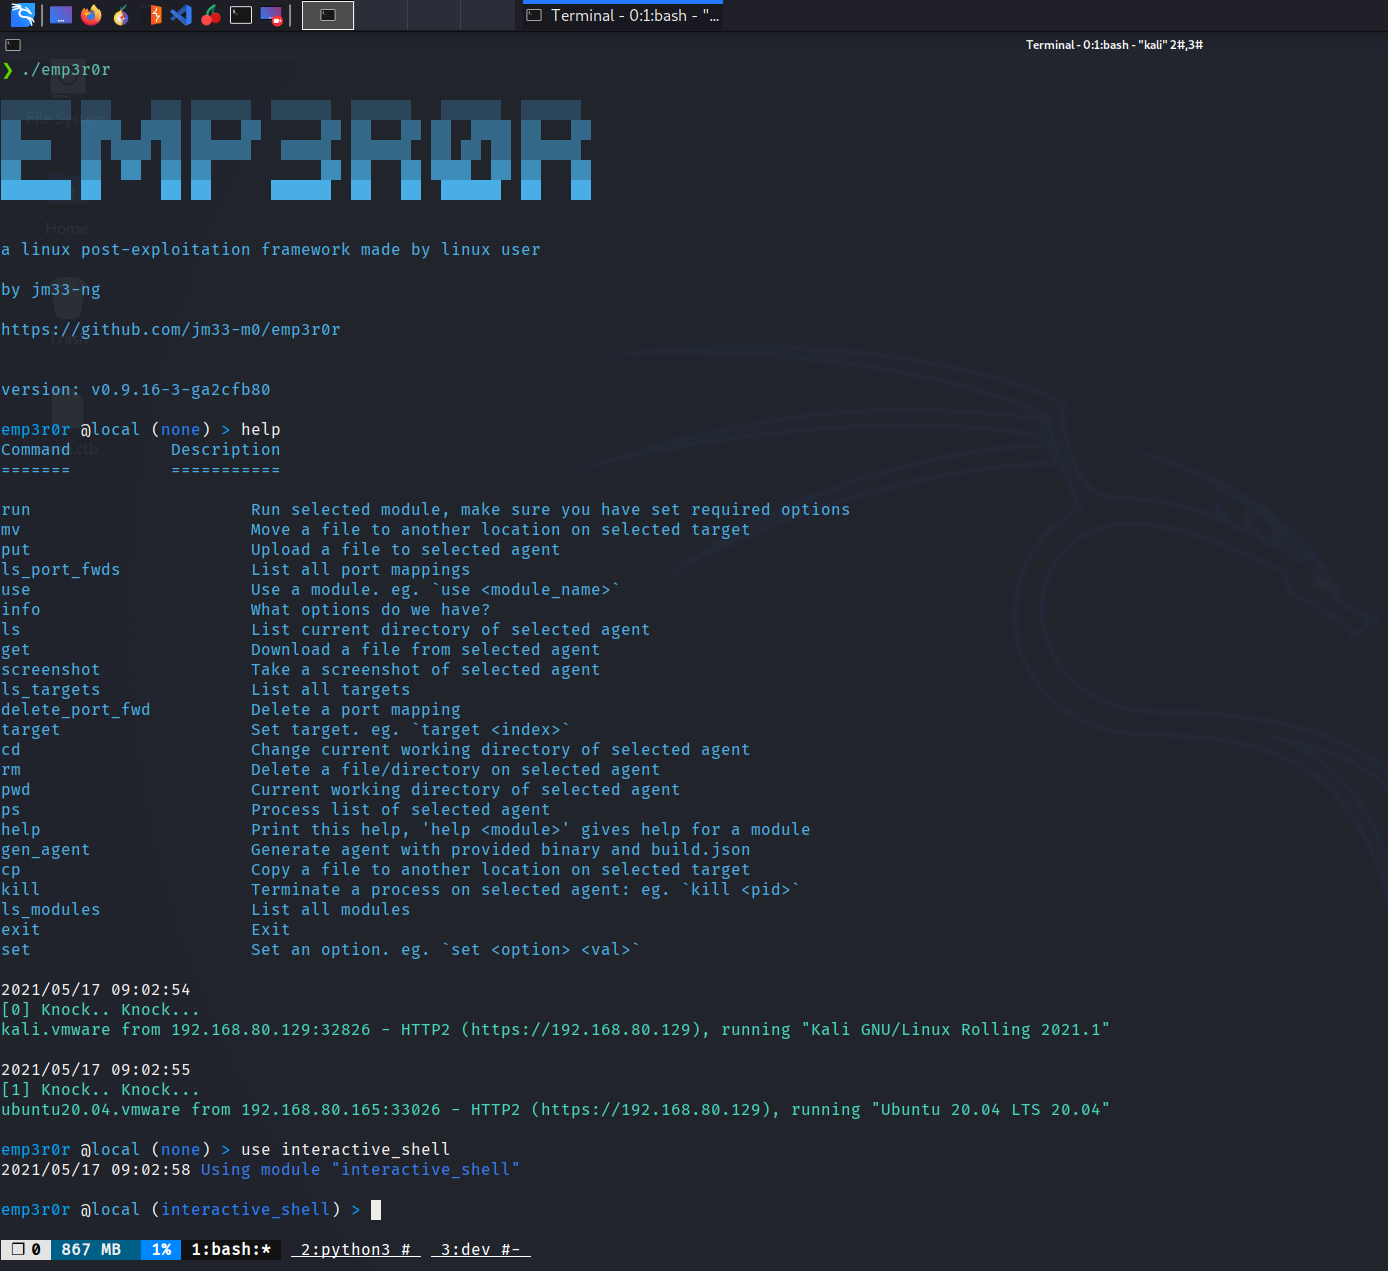 Terminal - 0:1:bash - "...
Terminal - 0:1:bash - "kali" 2#,3#
❯ ./emp3r0r
File System
EMP3R0R
Home
a linux post-exploitation framework made by linux user
by jm33-ng
https://github.com/jm33-m0/emp3r0r
Trash
version: v0.9.16-3-ga2cfb80
emp3r0r @local (none) > help
Command Description
======= ===========
run Run selected module, make sure you have set required options
mv Move a file to another location on selected target
put Upload a file to selected agent
ls_port_fwds List all port mappings
use Use a module. eg. `use <module_name>`
info What options do we have?
ls List current directory of selected agent
get Download a file from selected agent
screenshot Take a screenshot of selected agent
ls_targets List all targets
delete_port_fwd Delete a port mapping
target Set target. eg. `target <index>`
cd Change current working directory of selected agent
rm Delete a file/directory on selected agent
pwd Current working directory of selected agent
ps Process list of selected agent
help Print this help, 'help <module>' gives help for a module
gen_agent Generate agent with provided binary and build.json
cp Copy a file to another location on selected target
kill Terminate a process on selected agent: eg. `kill <pid>`
ls_modules List all modules
exit Exit
set Set an option. eg. `set <option> <val>`
2021/05/17 09:02:54
[0] Knock.. Knock...
kali.vmware from 192.168.80.129:32826 - HTTP2 (https://192.168.80.129), running "Kali GNU/Linux Rolling 2021.1"
2021/05/17 09:02:55
[1] Knock.. Knock...
ubuntu20.04.vmware from 192.168.80.165:33026 - HTTP2 (https://192.168.80.129), running "Ubuntu 20.04 LTS 20.04"
emp3r0r @local (none) > use interactive_shell
2021/05/17 09:02:58 Using module "interactive_shell"
emp3r0r @local (interactive_shell) >
❐ 0 867 MB 1% 1:bash:* 2:python3 # 3:dev #-